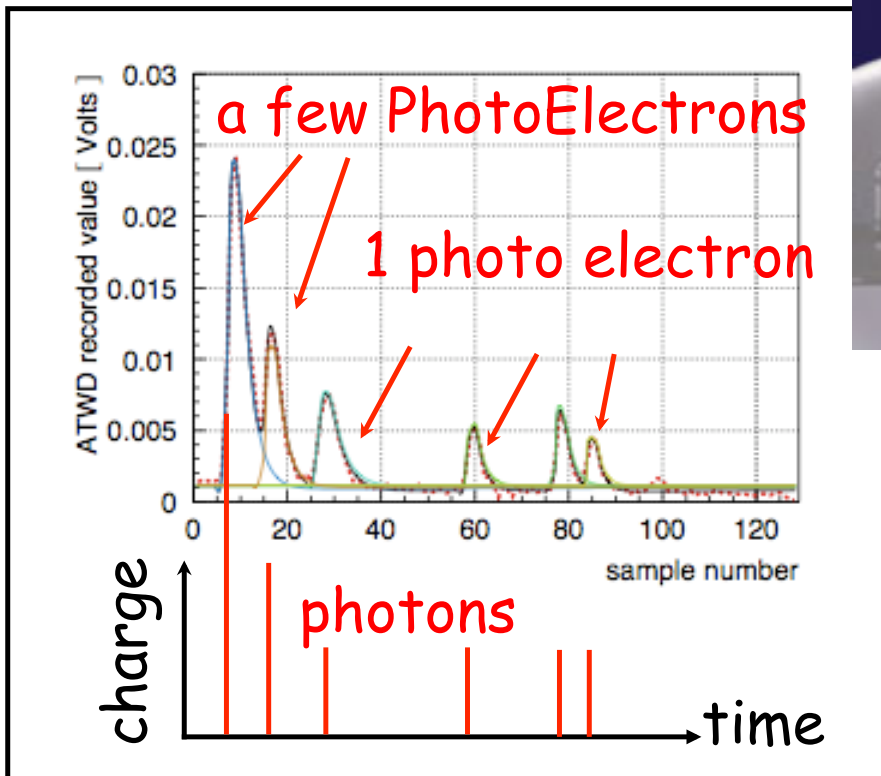 0.03
a few PhotoElectrons
0.025
0.02
1 photo electron
0.015
0.01
0.005
0
ATWD recorded value [ Volts ]
0 20 40 60 80 100 120
sample number
photons
charge
time